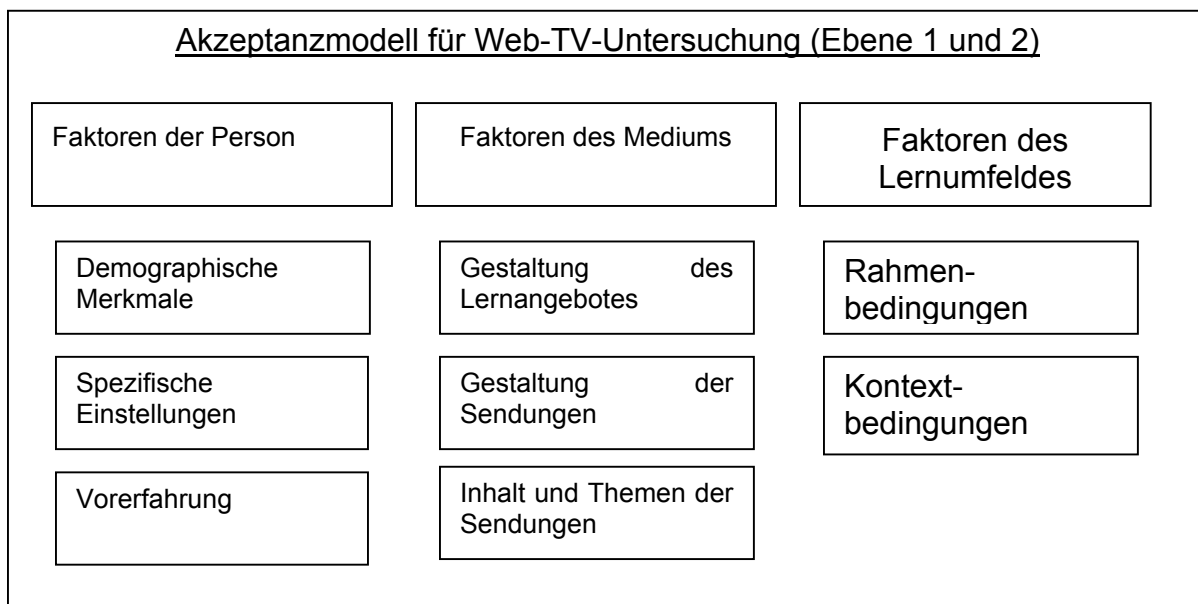 Akzeptanzmodell für Web-TV-Untersuchung (Ebene 1 und 2)
Faktoren der Person
Faktoren des Mediums
Faktoren des
Lernumfeldes
Demographische
Merkmale
Gestaltung des
Lernangebotes
Rahmen-
bedingungen
Spezifische
Einstellungen
Gestaltung der
Sendungen
Kontext-
bedingungen
Vorerfahrung
Inhalt und Themen der
Sendungen